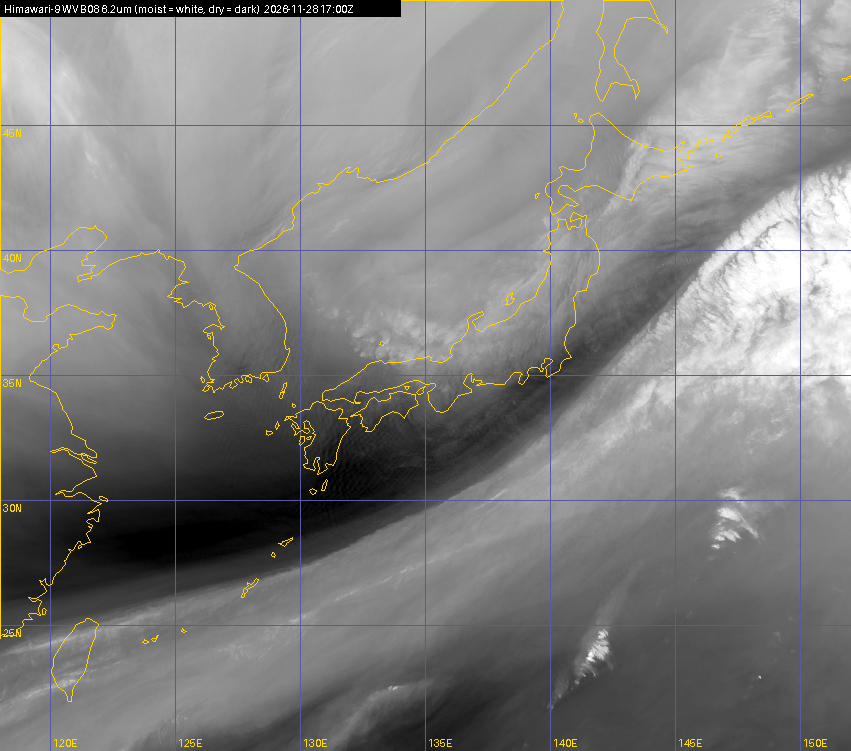 Himawari-9 WV B08 6.2um (moist = white, dry = dark) 2026-11-28 17:00Z
45N
40N
35N
30N
25N
120E
125E
130E
135E
140E
145E
150E